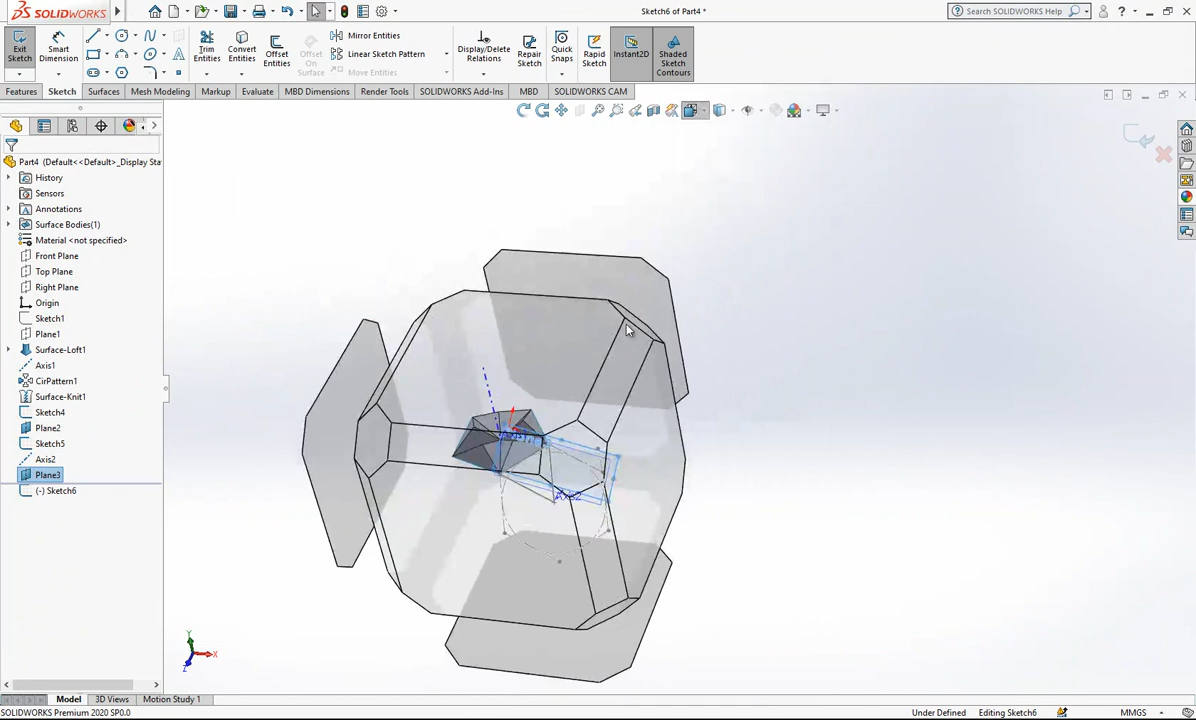 SOLIDWORKS
Sketch6 of Part4 *
Search SOLIDWORKS Help
Exit Sketch
Smart Dimension
Trim Entities
Convert Entities
Offset Entities
Offset On Surface
Mirror Entities
Linear Sketch Pattern
Move Entities
Display/Delete Relations
Repair Sketch
Quick Snaps
Rapid Sketch
Instant2D
Shaded Sketch Contours
Features
Sketch
Surfaces
Mesh Modeling
Markup
Evaluate
MBD Dimensions
Render Tools
SOLIDWORKS Add-Ins
MBD
SOLIDWORKS CAM
Part4 (Default<<Default>_Display Sta
History
Sensors
Annotations
Surface Bodies(1)
Material <not specified>
Front Plane
Top Plane
Right Plane
Origin
Sketch1
Plane1
Surface-Loft1
Axis1
CirPattern1
Surface-Knit1
Sketch4
Plane2
Sketch5
Axis2
Plane3
(-) Sketch6
Axis2
Y
X
Z
Model
3D Views
Motion Study 1
SOLIDWORKS Premium 2020 SP0.0
Under Defined
Editing Sketch6
MMGS